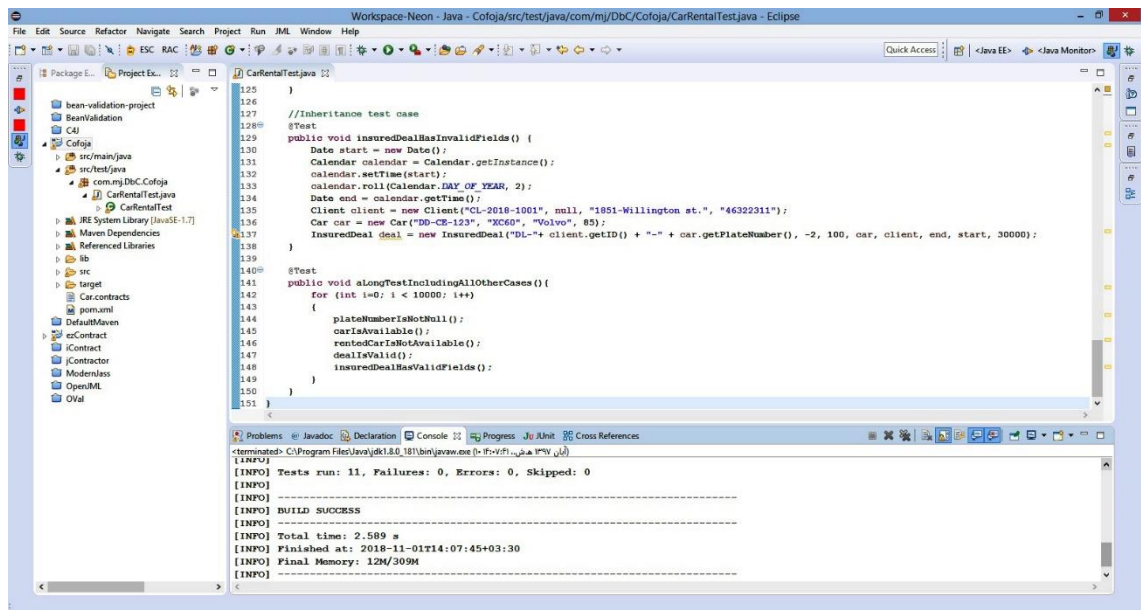 Workspace-Neon - Java - Cofoja/src/test/java/com/mj/DbC/Cofoja/CarRentalTest.java - Eclipse
File Edit Source Refactor Navigate Search Project Run JML Window Help
ESC RAC
Quick Access
<Java EE> <Java Monitor>
Package E... Project Ex...
bean-validation-project
BeanValidation
C4J
Cofoja
src/main/java
src/test/java
com.mj.DbC.Cofoja
CarRentalTest.java
CarRentalTest
JRE System Library [JavaSE-1.7]
Maven Dependencies
Referenced Libraries
lib
src
target
Car.contracts
pom.xml
DefaultMaven
ezContract
iContract
jContractor
ModernJass
OpenJML
OVal
CarRentalTest.java
125 }
126
127 //Inheritance test case
128 @Test
129 public void insuredDealHasInvalidFields() {
130 Date start = new Date();
131 Calendar calendar = Calendar.getInstance();
132 calendar.setTime(start);
133 calendar.roll(Calendar.DAY_OF_YEAR, 2);
134 Date end = calendar.getTime();
135 Client client = new Client("CL-2018-1001", null, "1851-Willington st.", "46322311");
136 Car car = new Car("DD-CE-123", "XC60", "Volvo", 85);
137 InsuredDeal deal = new InsuredDeal("DL-"+ client.getID() + "-" + car.getPlateNumber(), -2, 100, car, client, end, start, 30000);
138 }
139
140 @Test
141 public void aLongTestIncludingAllOtherCases(){
142 for (int i=0; i < 10000; i++)
143 {
144 plateNumberIsNotNull();
145 carIsAvailable();
146 rentedCarIsNotAvailable();
147 dealIsValid();
148 insuredDealHasValidFields();
149 }
150 }
151 }
Problems Javadoc Declaration Console Progress JUnit Cross References
<terminated> C:\Program Files\Java\jdk1.8.0_181\bin\javaw.exe
[INFO]
[INFO] Tests run: 11, Failures: 0, Errors: 0, Skipped: 0
[INFO]
[INFO] ------------------------------------------------------------------------
[INFO] BUILD SUCCESS
[INFO] ------------------------------------------------------------------------
[INFO] Total time: 2.589 s
[INFO] Finished at: 2018-11-01T14:07:45+03:30
[INFO] Final Memory: 12M/309M
[INFO] ------------------------------------------------------------------------